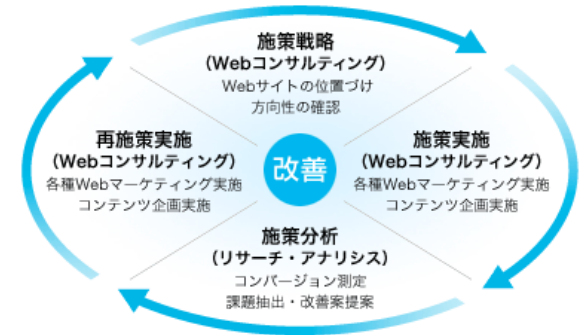 施策戦略
(Webコンサルティング)
Webサイトの位置づけ
方向性の確認
再施策実施
(Webコンサルティング)
各種Webマーケティング実施
コンテンツ企画実施
改善
施策実施
(Webコンサルティング)
各種Webマーケティング実施
コンテンツ企画実施
施策分析
(リサーチ・アナリシス)
コンバージョン測定
課題抽出・改善案提案